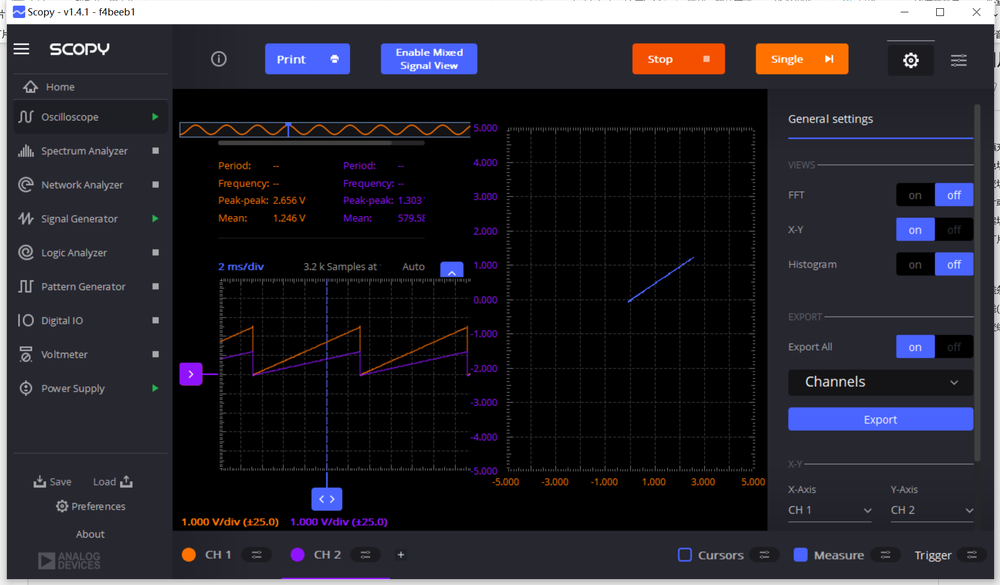 Scopy - v1.4.1 - f4beeb1
SCOPY
Home
Oscilloscope
Spectrum Analyzer
Network Analyzer
Signal Generator
Logic Analyzer
Pattern Generator
Digital IO
Voltmeter
Power Supply
Save Load
Preferences
About
ANALOG
DEVICES
Print
Enable Mixed
Signal View
Stop
Single
Period: -- Period: --
Frequency: -- Frequency: --
Peak-peak: 2.656 V Peak-peak: 1.303
Mean: 1.246 V Mean: 579.58
2 ms/div 3.2 k Samples at Auto
5.000
4.000
3.000
2.000
1.000
0.000
-1.000
-2.000
-3.000
-4.000
-5.000
-5.000 -3.000 -1.000 1.000 3.000 5.000
1.000 V/div (±25.0) 1.000 V/div (±25.0)
General settings
VIEWS
FFT on off
X-Y on off
Histogram on off
EXPORT
Export All on off
Channels
Export
X-Y
X-Axis Y-Axis
CH 1 CH 2
CH 1 CH 2 + Cursors Measure Trigger